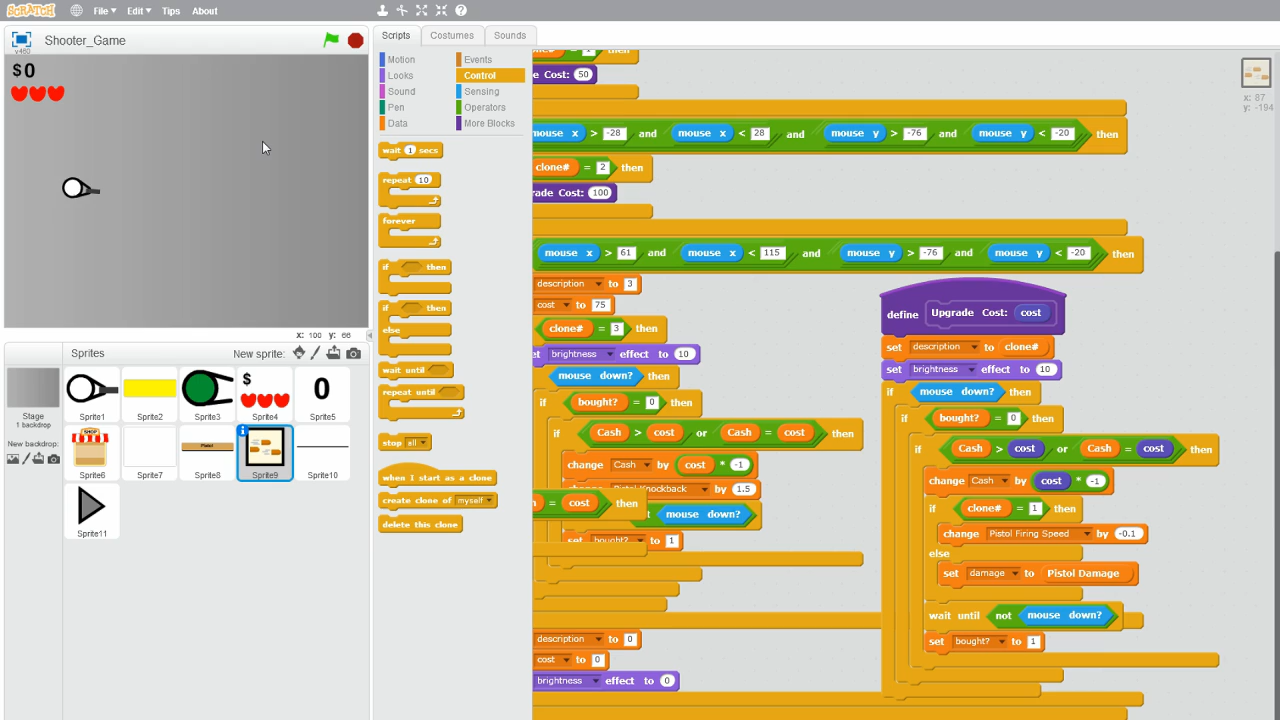 SCRATCH File Edit Tips About
Shooter_Game
v460
$0
x: 100 y: 66
Sprites New sprite:
Stage
1 backdrop
New backdrop:
Sprite1 Sprite2 Sprite3 Sprite4 Sprite5
$
0
Sprite6 Sprite7 Sprite8 Sprite9 Sprite10
SHOP
Pistol
Sprite11
Scripts Costumes Sounds
Motion Events
Looks Control
Sound Sensing
Pen Operators
Data More Blocks
wait 1 secs
repeat 10
forever
if then
if then
else
wait until
repeat until
stop all
when I start as a clone
create clone of myself
delete this clone
Cost: 50
mouse x > -28 and mouse x < 28 and mouse y > -76 and mouse y < -20 then
clone# = 2 then
rade Cost: 100
mouse x > 61 and mouse x < 115 and mouse y > -76 and mouse y < -20 then
description to 3
cost to 75
clone# = 3 then
et brightness effect to 10
mouse down? then
if bought? = 0 then
if Cash > cost or Cash = cost then
change Cash by cost * -1
by 1.5
= cost then
mouse down?
set bought? to 1
description to 0
cost to 0
brightness effect to 0
define Upgrade Cost: cost
set description to clone#
set brightness effect to 10
if mouse down? then
if bought? = 0 then
if Cash > cost or Cash = cost then
change Cash by cost * -1
if clone# = 1 then
change Pistol Firing Speed by -0.1
else
set damage to Pistol Damage
wait until not mouse down?
set bought? to 1
x: 87
y: -194